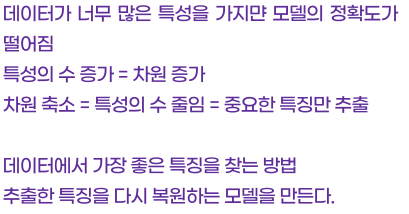 데이터가 너무 많은 특성을 가지먄 모델의 정확도가
떨어짐
특성의 수 증가 = 차원 증가
차원 축소 = 특성의 수 줄임 = 중요한 특징만 추출
데이터에서 가장 좋은 특징을 찾는 방법
추출한 특징을 다시 복원하는 모델을 만든다.